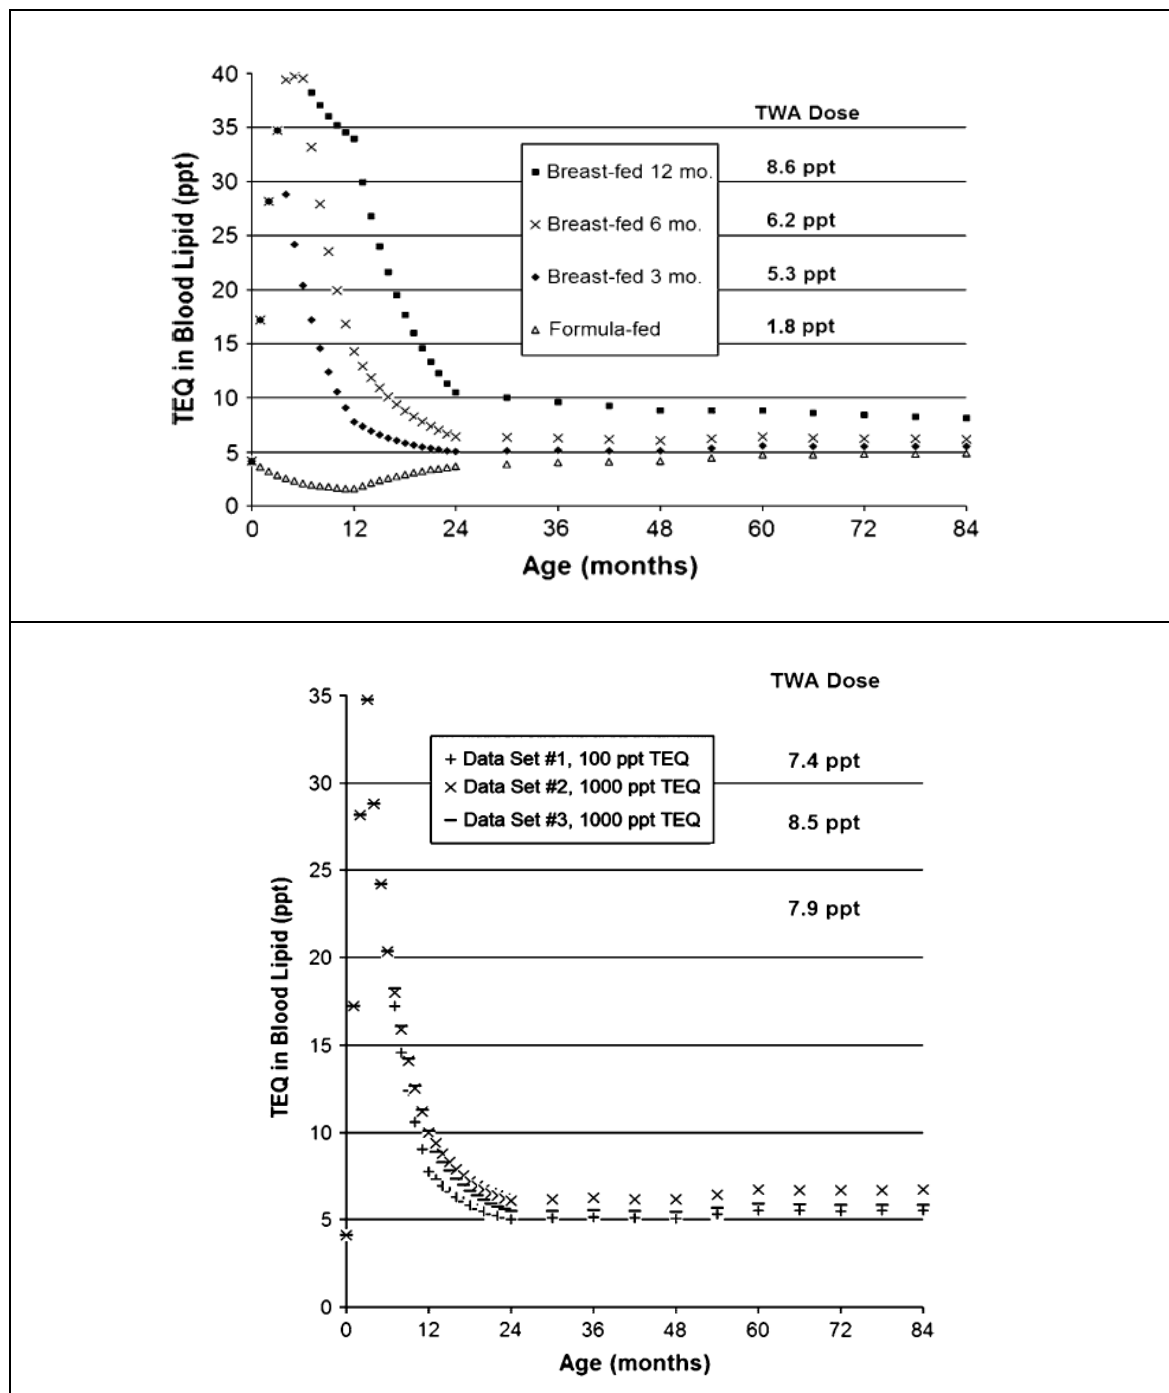 TWA Dose
40
35
30
25
20
15
10
5
0
TEQ in Blood Lipid (ppt)
Breast-fed 12 mo. 8.6 ppt
Breast-fed 6 mo. 6.2 ppt
Breast-fed 3 mo. 5.3 ppt
Formula-fed 1.8 ppt
0 12 24 36 48 60 72 84
Age (months)
TWA Dose
35
30
25
20
15
10
5
0
TEQ in Blood Lipid (ppt)
Data Set #1, 100 ppt TEQ 7.4 ppt
Data Set #2, 1000 ppt TEQ 8.5 ppt
Data Set #3, 1000 ppt TEQ 7.9 ppt
0 12 24 36 48 60 72 84
Age (months)